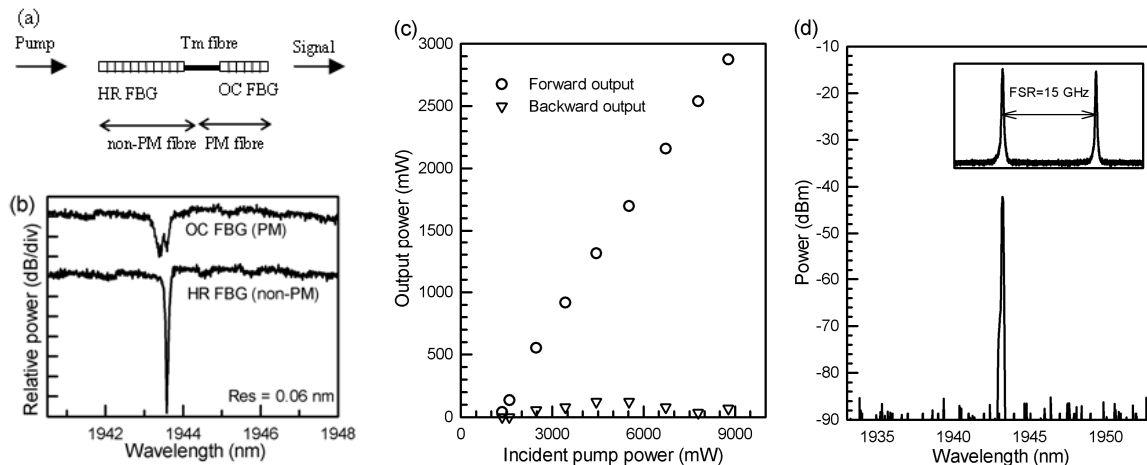 (a)
Pump
Tm fibre
Signal
HR FBG
OC FBG
non-PM fibre
PM fibre
(b)
Relative power (dB/div)
OC FBG (PM)
HR FBG (non-PM)
Res = 0.06 nm
1942
1944
1946
1948
Wavelength (nm)
(c)
Output power (mW)
3000
2500
2000
1500
1000
500
0
Forward output
Backward output
0
3000
6000
9000
Incident pump power (mW)
(d)
Power (dBm)
-10
-20
-30
-40
-50
-60
-70
-80
-90
FSR=15 GHz
1935
1940
1945
1950
Wavelength (nm)